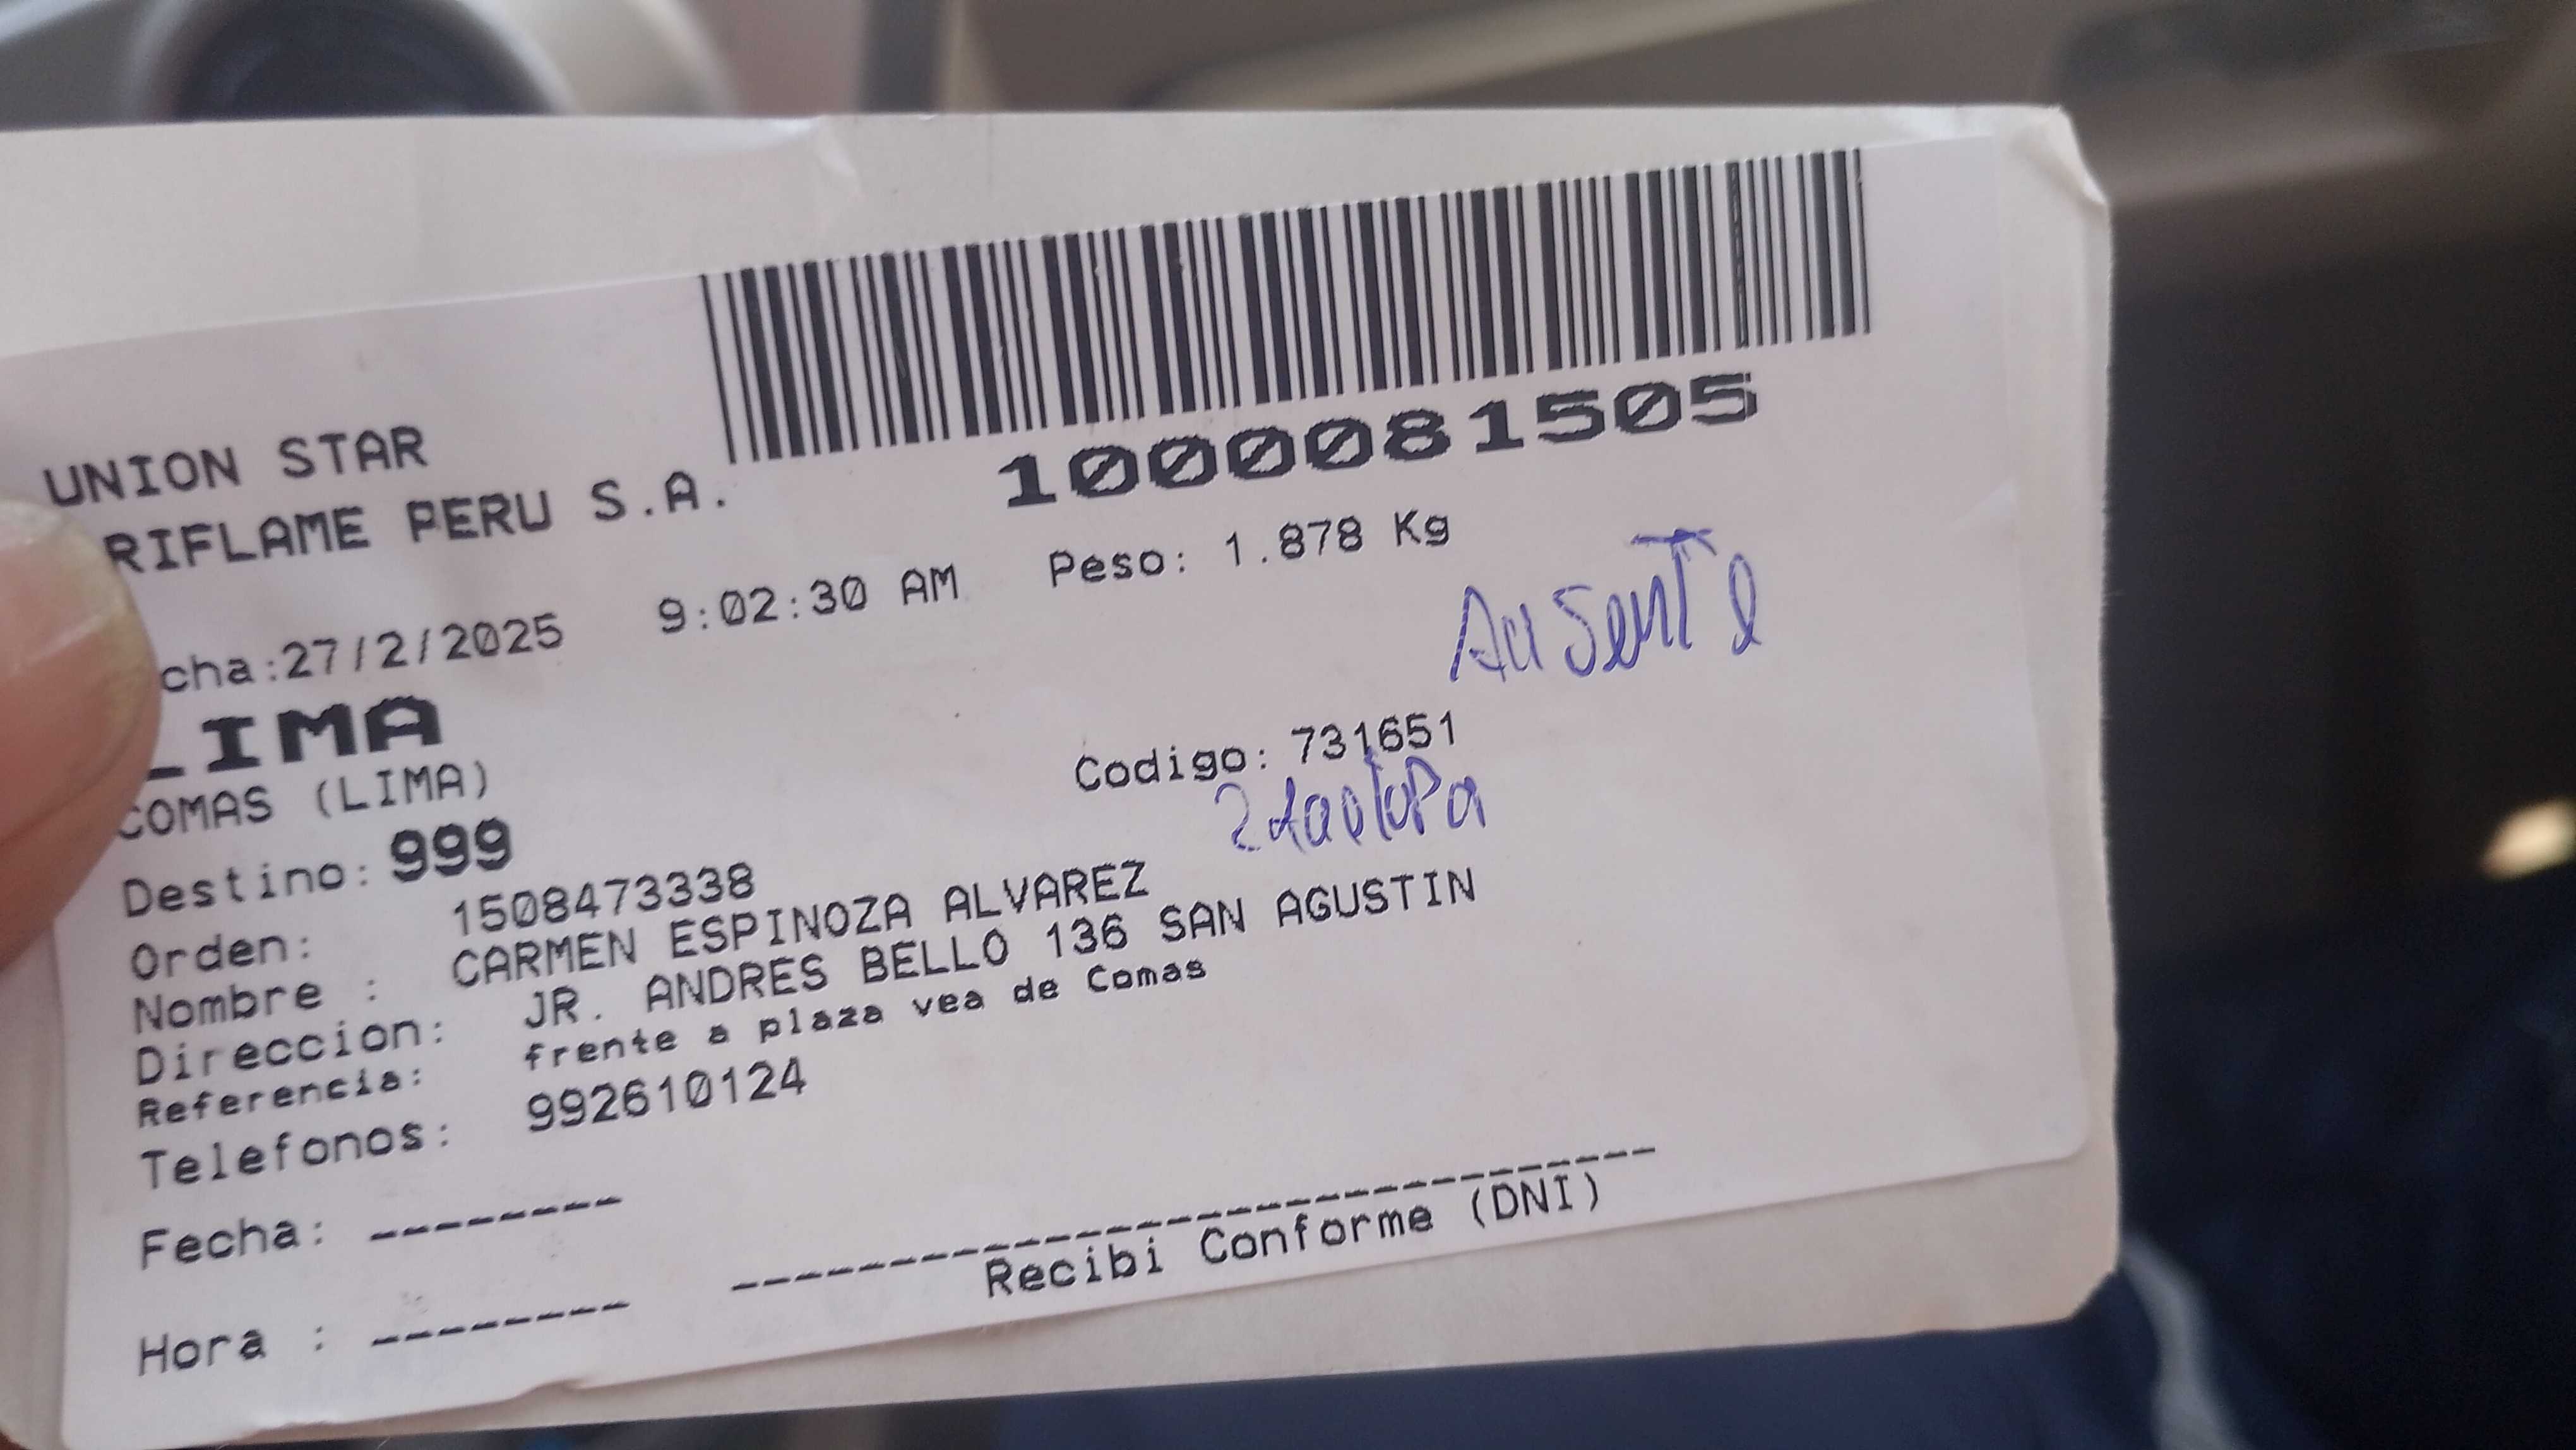 1000081505
UNION STAR
RIFLAME PERU S.A.
cha:27/2/2025 9:02:30 AM Peso: 1.878 Kg
Ausente
LIMA
COMAS (LIMA)
Codigo: 731651
Destino: 999
Orden: 1508473338
Nombre : CARMEN ESPINOZA ALVAREZ
Direccion: JR. ANDRES BELLO 136 SAN AGUSTIN
Referencia: frente a plaza vea de Comas
Telefonos: 992610124
Fecha: --------
Recibi Conforme (DNI)
Hora : --------